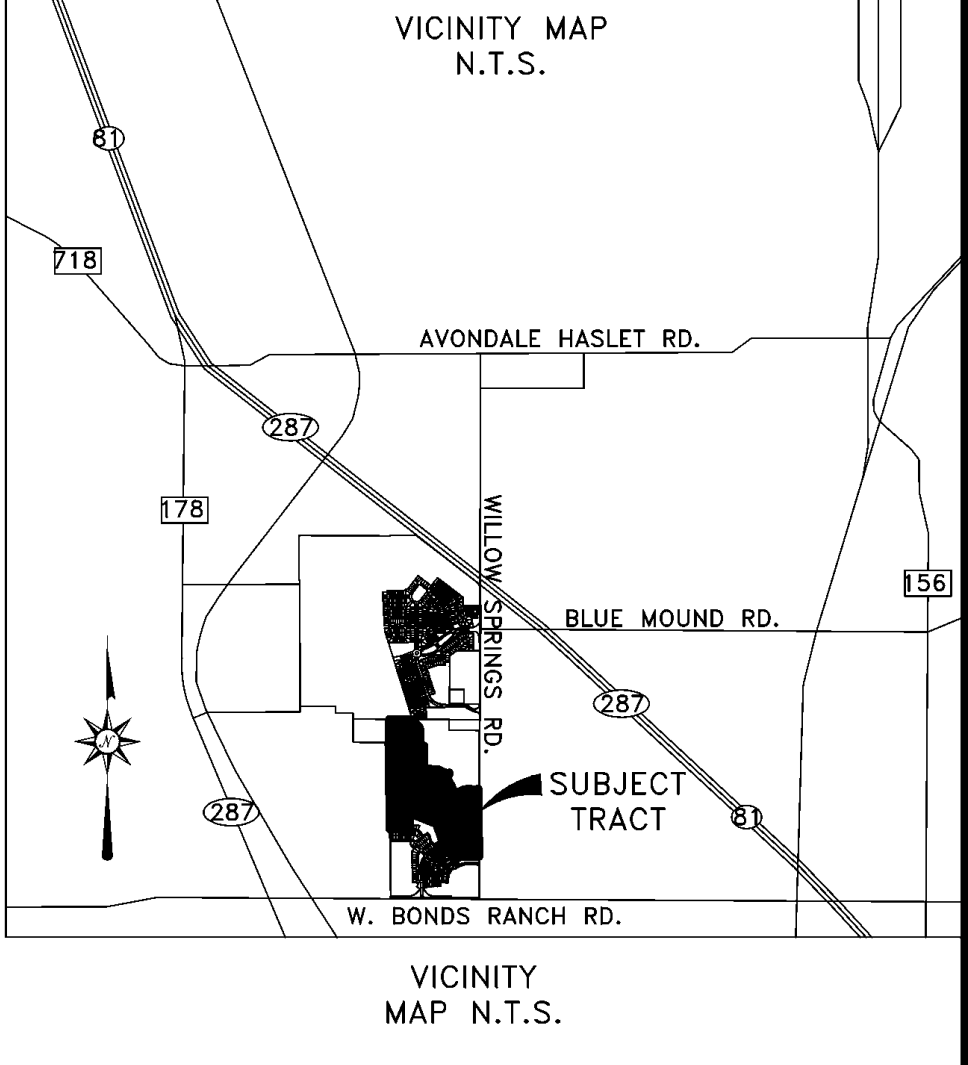 VICINITY MAP
N.T.S.
81
718
AVONDALE HASLET RD.
287
178
WILLOW SPRINGS RD.
156
BLUE MOUND RD.
287
N
SUBJECT
TRACT
287
81
W. BONDS RANCH RD.
VICINITY
MAP N.T.S.